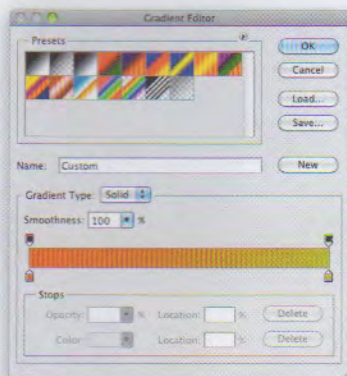 Gradient Editor
Presets
OK
Cancel
Load...
Save...
Name: Custom
New
Gradient Type: Solid
Smoothness: 100 %
Stops
Opacity: % Location: % Delete
Color: Location: % Delete